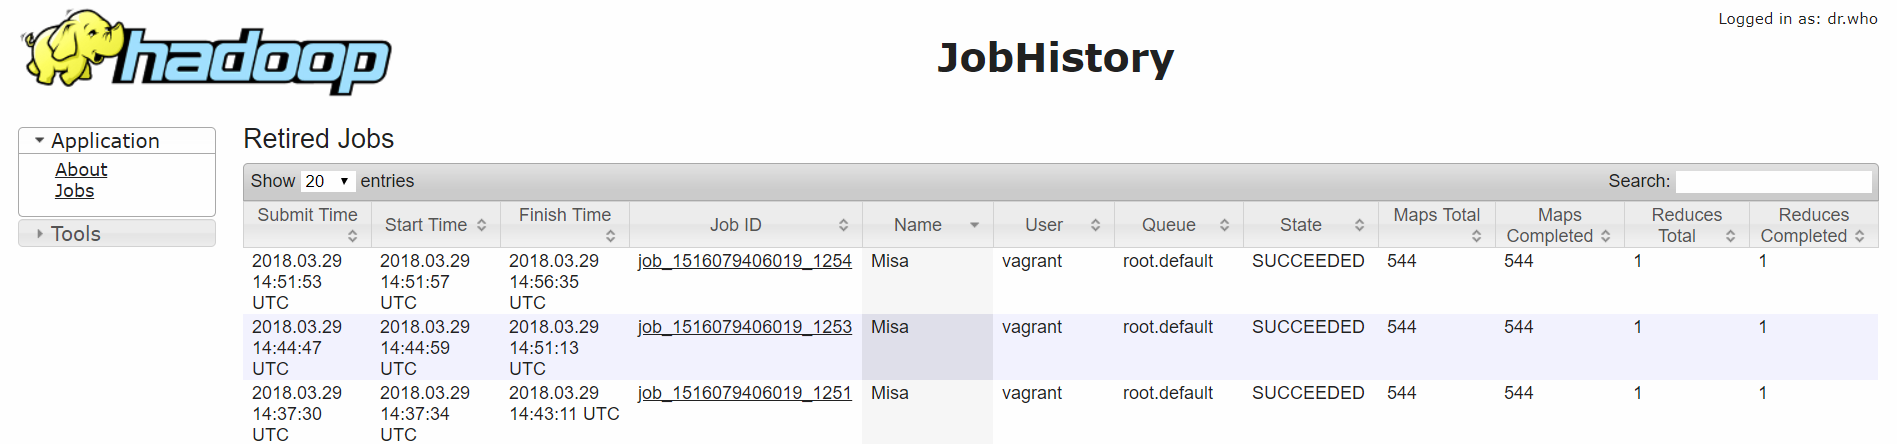 hadoop
Logged in as: dr.who
JobHistory
Application
About
Jobs
Tools
Retired Jobs
Show 20 entries Search:
Submit Time Start Time Finish Time Job ID Name User Queue State Maps Total Maps Completed Reduces Total Reduces Completed
2018.03.29 2018.03.29 2018.03.29 job_1516079406019_1254 Misa vagrant root.default SUCCEEDED 544 544 1 1
14:51:53 14:51:57 14:56:35
UTC UTC UTC
2018.03.29 2018.03.29 2018.03.29 job_1516079406019_1253 Misa vagrant root.default SUCCEEDED 544 544 1 1
14:44:47 14:44:59 14:51:13
UTC UTC UTC
2018.03.29 2018.03.29 2018.03.29 job_1516079406019_1251 Misa vagrant root.default SUCCEEDED 544 544 1 1
14:37:30 14:37:34 14:43:11 UTC
UTC UTC